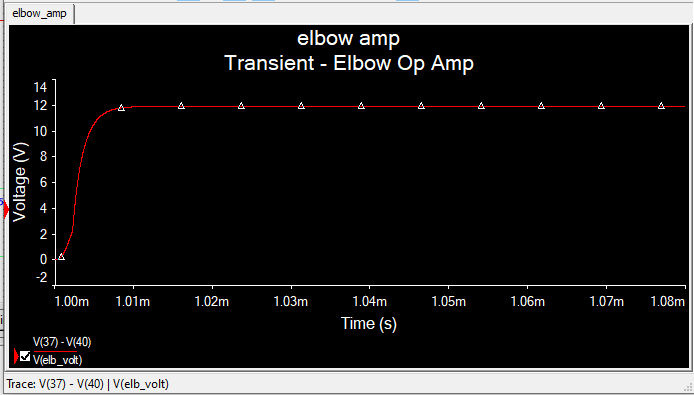 elbow_amp
elbow amp
Transient - Elbow Op Amp
Voltage (V)
14
12
10
8
6
4
2
0
-2
1.00m 1.01m 1.02m 1.03m 1.04m 1.05m 1.06m 1.07m 1.08m
Time (s)
V(37) - V(40)
V(elb_volt)
Trace: V(37) - V(40) | V(elb_volt)